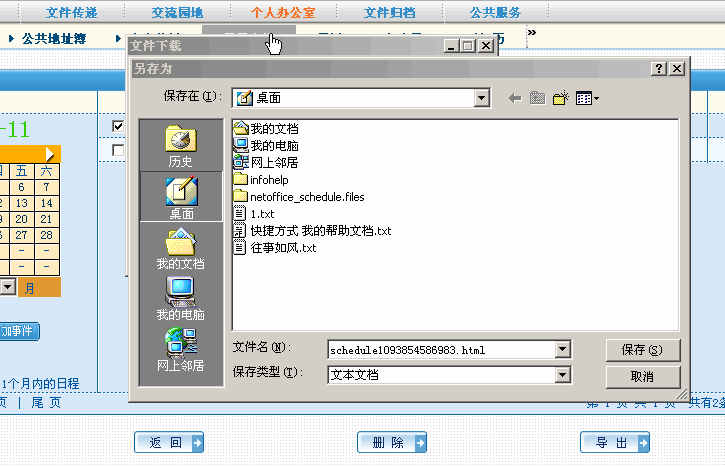 文件传递 交流园地 个人办公室 文件归档 公共服务
公共地址簿 历 »
文件下载
另存为
保存在(I): 桌面
历史
桌面
我的文档
我的电脑
网上邻居
我的文档
我的电脑
网上邻居
infohelp
netoffice_schedule.files
1.txt
快捷方式 我的帮助文档.txt
往事如风.txt
文件名(N): schedule1093854586983.html 保存(S)
保存类型(T): 文本文档 取消
-11
五 六
6 7
12 13 14
19 20 21
26 27 28
- -
- -
月
加事件
1个月内的日程
页 | 尾 页 第 1 页 共 1 页 共有2条
返 回 删 除 导 出